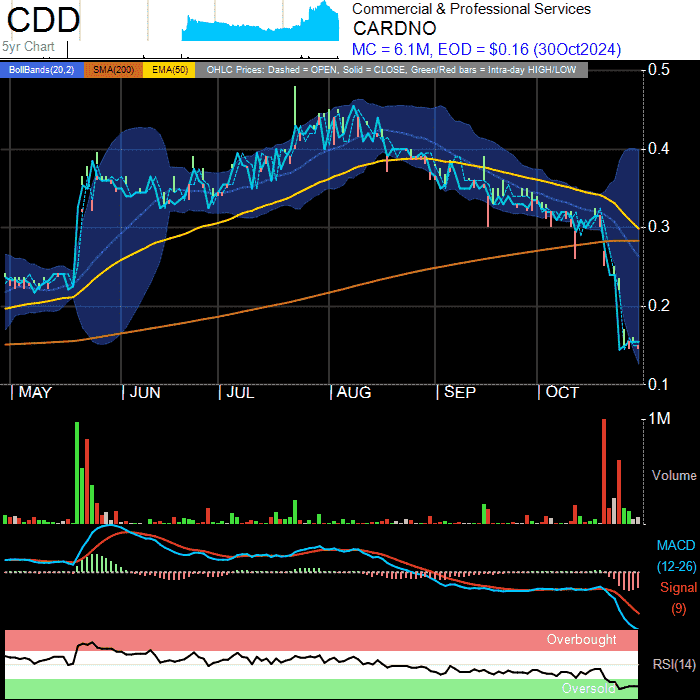 CDD
5yr Chart
Commercial & Professional Services
CARDNO
MC = 6.1M, EOD = $0.16 (30Oct2024)
BollBands(20,2) SMA(200) EMA(50) OHLC Prices: Dashed = OPEN, Solid = CLOSE, Green/Red bars = Intra-day HIGH/LOW
0.5
0.4
0.3
0.2
0.1
MAY JUN JUL AUG SEP OCT
1M
Volume
MACD
(12-26)
Signal
(9)
Overbought
RSI(14)
Oversold